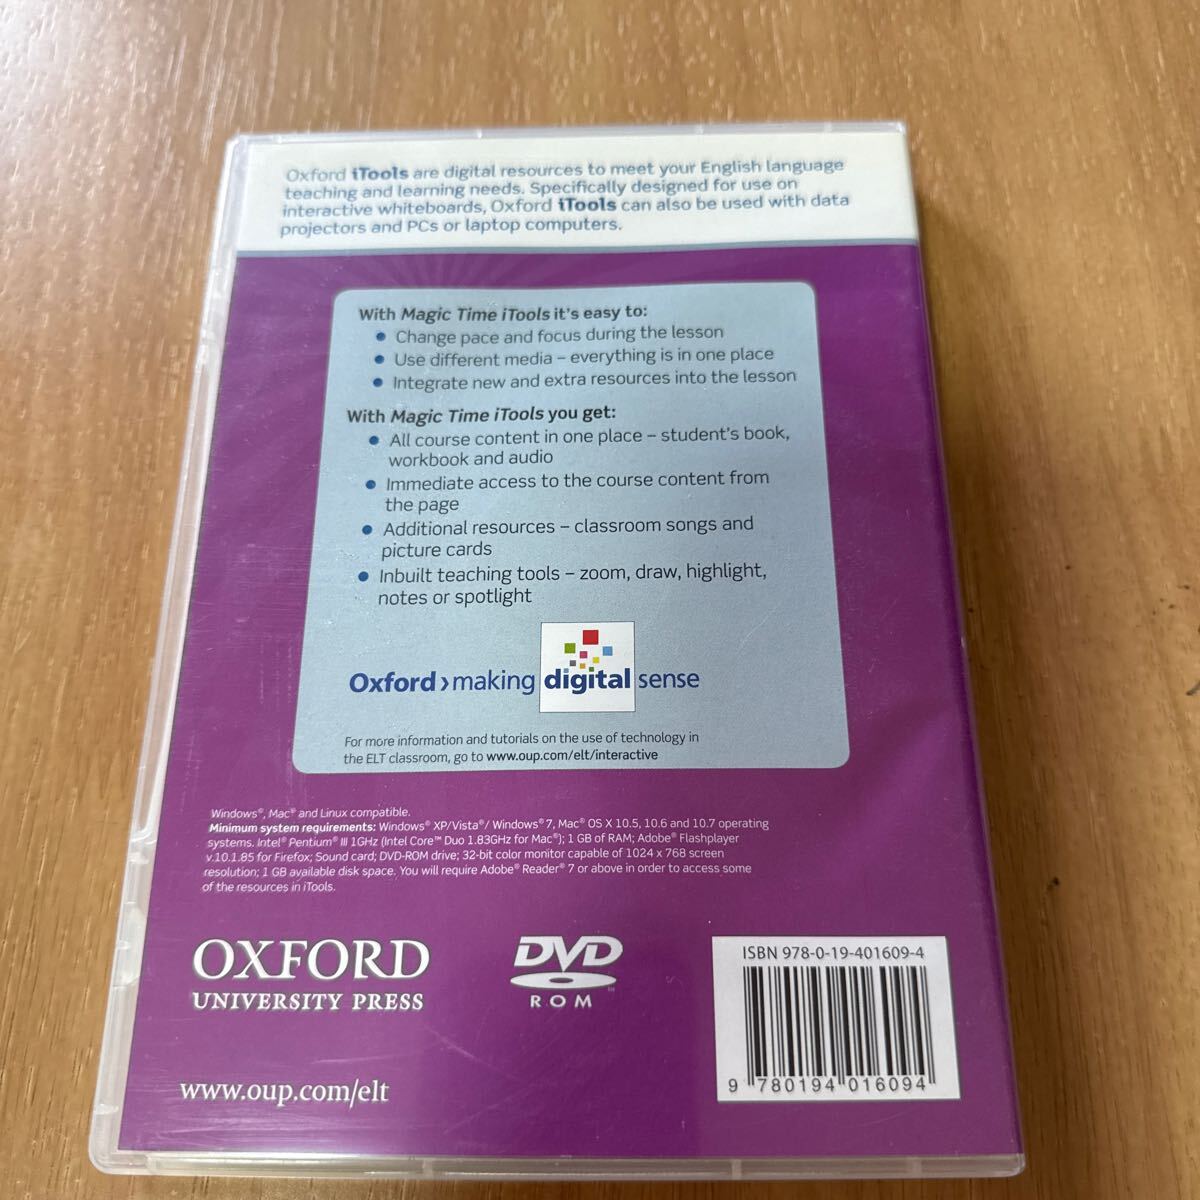 Oxford iTools are digital resources to meet your English language
teaching and learning needs. Specifically designed for use on
interactive whiteboards, Oxford iTools can also be used with data
projectors and PCs or laptop computers.
With Magic Time iTools it's easy to:
• Change pace and focus during the lesson
• Use different media – everything is in one place
• Integrate new and extra resources into the lesson
With Magic Time iTools you get:
• All course content in one place – student's book,
workbook and audio
• Immediate access to the course content from
the page
• Additional resources – classroom songs and
picture cards
• Inbuilt teaching tools – zoom, draw, highlight,
notes or spotlight
Oxford › making digital sense
For more information and tutorials on the use of technology in
the ELT classroom, go to www.oup.com/elt/interactive
Windows®, Mac® and Linux compatible.
Minimum system requirements: Windows® XP/Vista®/ Windows® 7, Mac® OS X 10.5, 10.6 and 10.7 operating
systems. Intel® Pentium® III 1GHz (Intel Core™ Duo 1.83GHz for Mac®); 1 GB of RAM; Adobe® Flashplayer
v.10.1.85 for Firefox; Sound card; DVD-ROM drive; 32-bit color monitor capable of 1024 x 768 screen
resolution; 1 GB available disk space. You will require Adobe® Reader® 7 or above in order to access some
of the resources in iTools.
OXFORD
UNIVERSITY PRESS
DVD™
ROM
ISBN 978-0-19-401609-4
9 780194 016094
www.oup.com/elt